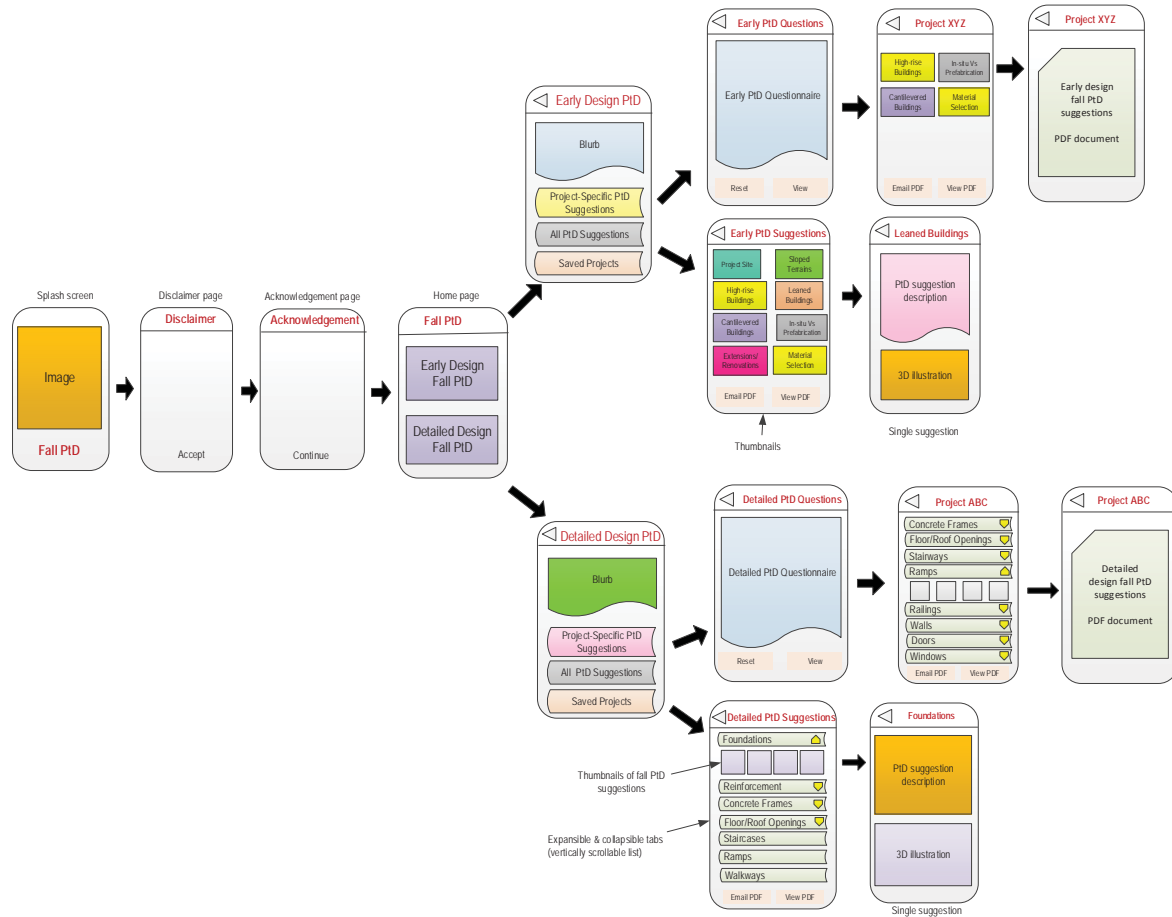 Splash screen
Image
Fall PtD
Disclaimer page
Disclaimer
Accept
Acknowledgement page
Acknowledgement
Continue
Home page
Fall PtD
Early Design
Fall PtD
Detailed Design
Fall PtD
Early Design PtD
Blurb
Project-Specific PtD
Suggestions
All PtD Suggestions
Saved Projects
Early PtD Questions
Early PtD Questionnaire
Reset
View
Project XYZ
High-rise
Buildings
In-situ Vs
Prefabrication
Cantilevered
Buildings
Material
Selection
Email PDF
View PDF
Project XYZ
Early design
fall PtD
suggestions
PDF document
Early PtD Suggestions
Project Site
Sloped
Terrains
High-rise
Buildings
Leaned
Buildings
Cantilevered
Buildings
In-situ Vs
Prefabrication
Extensions/
Renovations
Material
Selection
Email PDF
View PDF
Thumbnails
Leaned Buildings
PtD suggestion
description
3D illustration
Single suggestion
Detailed Design PtD
Blurb
Project-Specific PtD
Suggestions
All PtD Suggestions
Saved Projects
Detailed PtD Questions
Detailed PtD Questionnaire
Reset
View
Project ABC
Concrete Frames
Floor/Roof Openings
Stairways
Ramps
Railings
Walls
Doors
Windows
Email PDF
View PDF
Project ABC
Detailed
design fall PtD
suggestions
PDF document
Detailed PtD Suggestions
Foundations
Thumbnails of fall PtD
suggestions
Reinforcement
Concrete Frames
Floor/Roof Openings
Staircases
Ramps
Walkways
Expansible & collapsible tabs
(vertically scrollable list)
Email PDF
View PDF
Foundations
PtD suggestion
description
3D illustration
Single suggestion